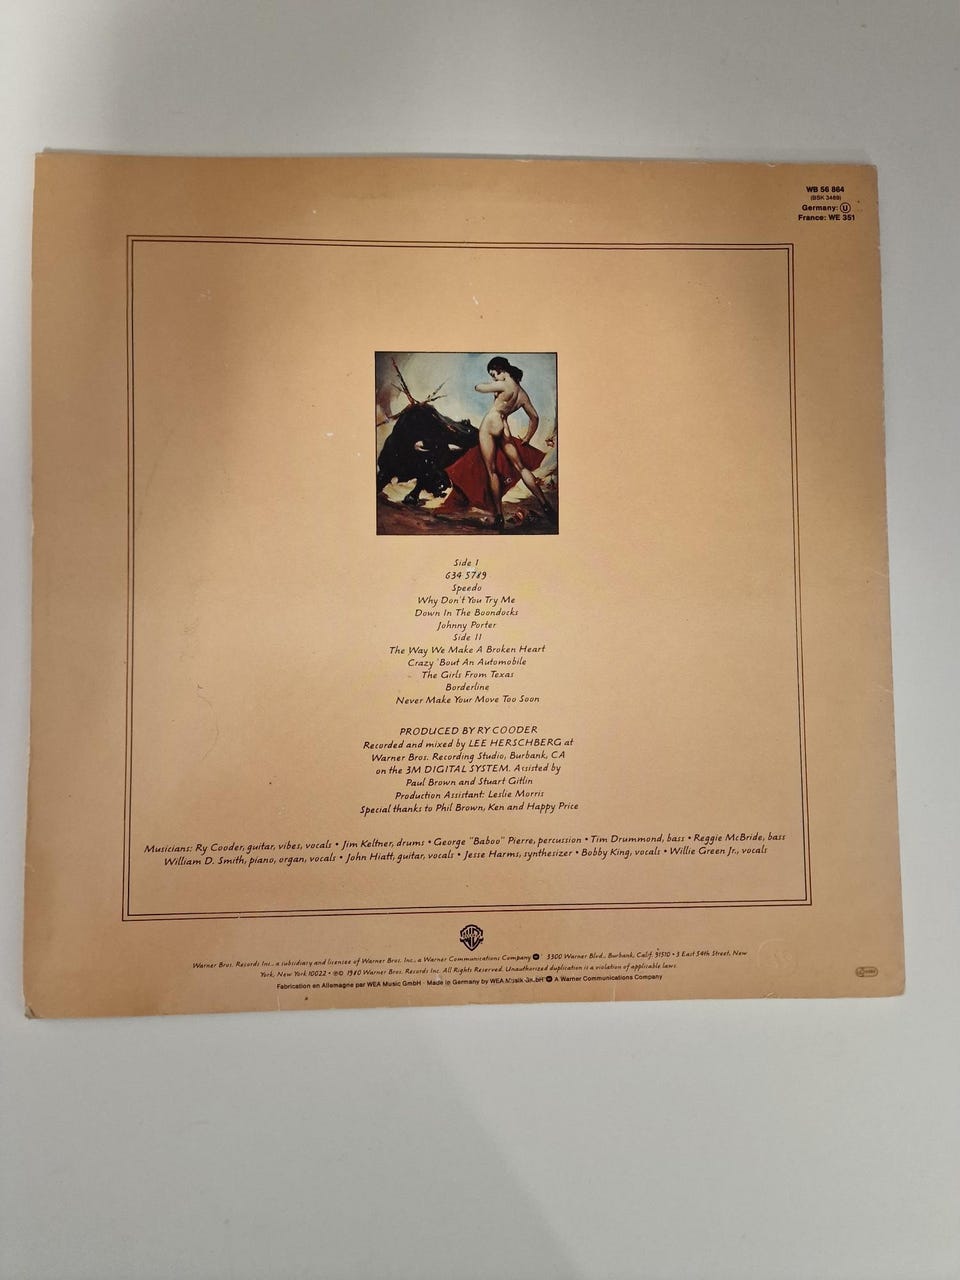 WB 56 864
(BSK 3489)
Germany: U
France: WE 351
Side I
634 5789
Speedo
Why Don't You Try Me
Down In The Boondocks
Johnny Porter
Side II
The Way We Make A Broken Heart
Crazy 'Bout An Automobile
The Girls From Texas
Borderline
Never Make Your Move Too Soon
PRODUCED BY RY COODER
Recorded and mixed by LEE HERSCHBERG at
Warner Bros. Recording Studio, Burbank, CA
on the 3M DIGITAL SYSTEM. Assisted by
Paul Brown and Stuart Gitlin
Production Assistant: Leslie Morris
Special thanks to Phil Brown, Ken and Happy Price
Musicians: Ry Cooder, guitar, vibes, vocals • Jim Keltner, drums • George "Baboo" Pierre, percussion • Tim Drummond, bass • Reggie McBride, bass
William D. Smith, piano, organ, vocals • John Hiatt, guitar, vocals • Jesse Harms, synthesizer • Bobby King, vocals • Willie Green Jr., vocals
Warner Bros. Records Inc., a subsidiary and licensee of Warner Bros. Inc., a Warner Communications Company 3300 Warner Blvd., Burbank, Calif. 91510 • 3 East 54th Street, New
York, New York 10022 • ℗© 1980 Warner Bros. Records Inc. All Rights Reserved. Unauthorized duplication is a violation of applicable laws.
Fabrication en Allemagne par WEA Music GmbH · Made in Germany by WEA Musik GmbH A Warner Communications Company